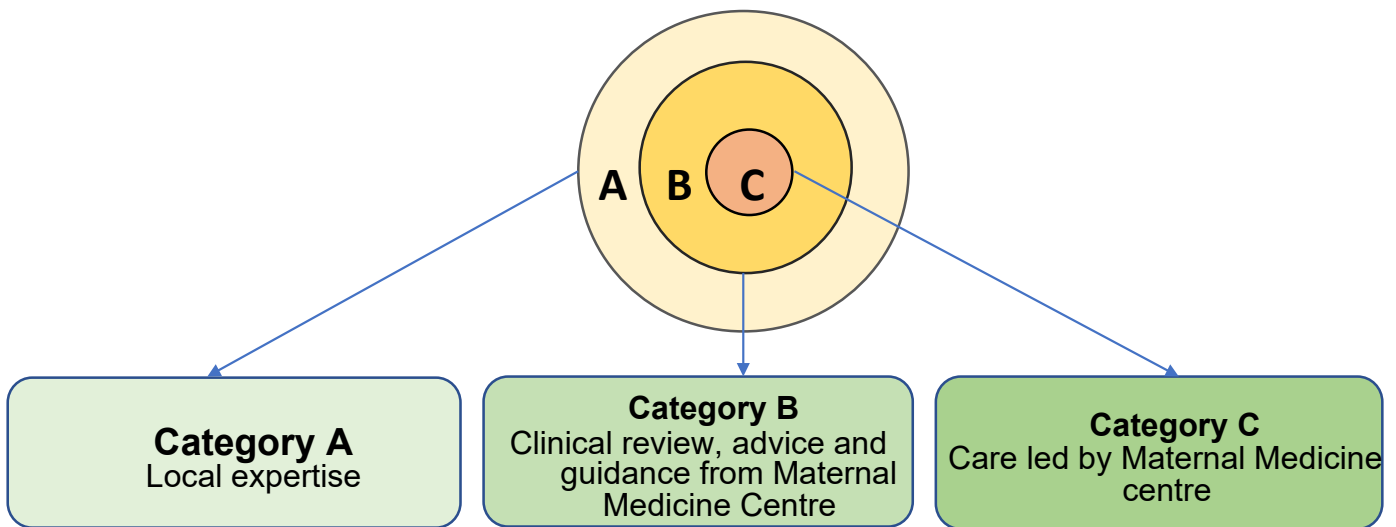 A
B
C
Category A
Local expertise
Category B
Clinical review, advice and
guidance from Maternal
Medicine Centre
Category C
Care led by Maternal Medicine
centre